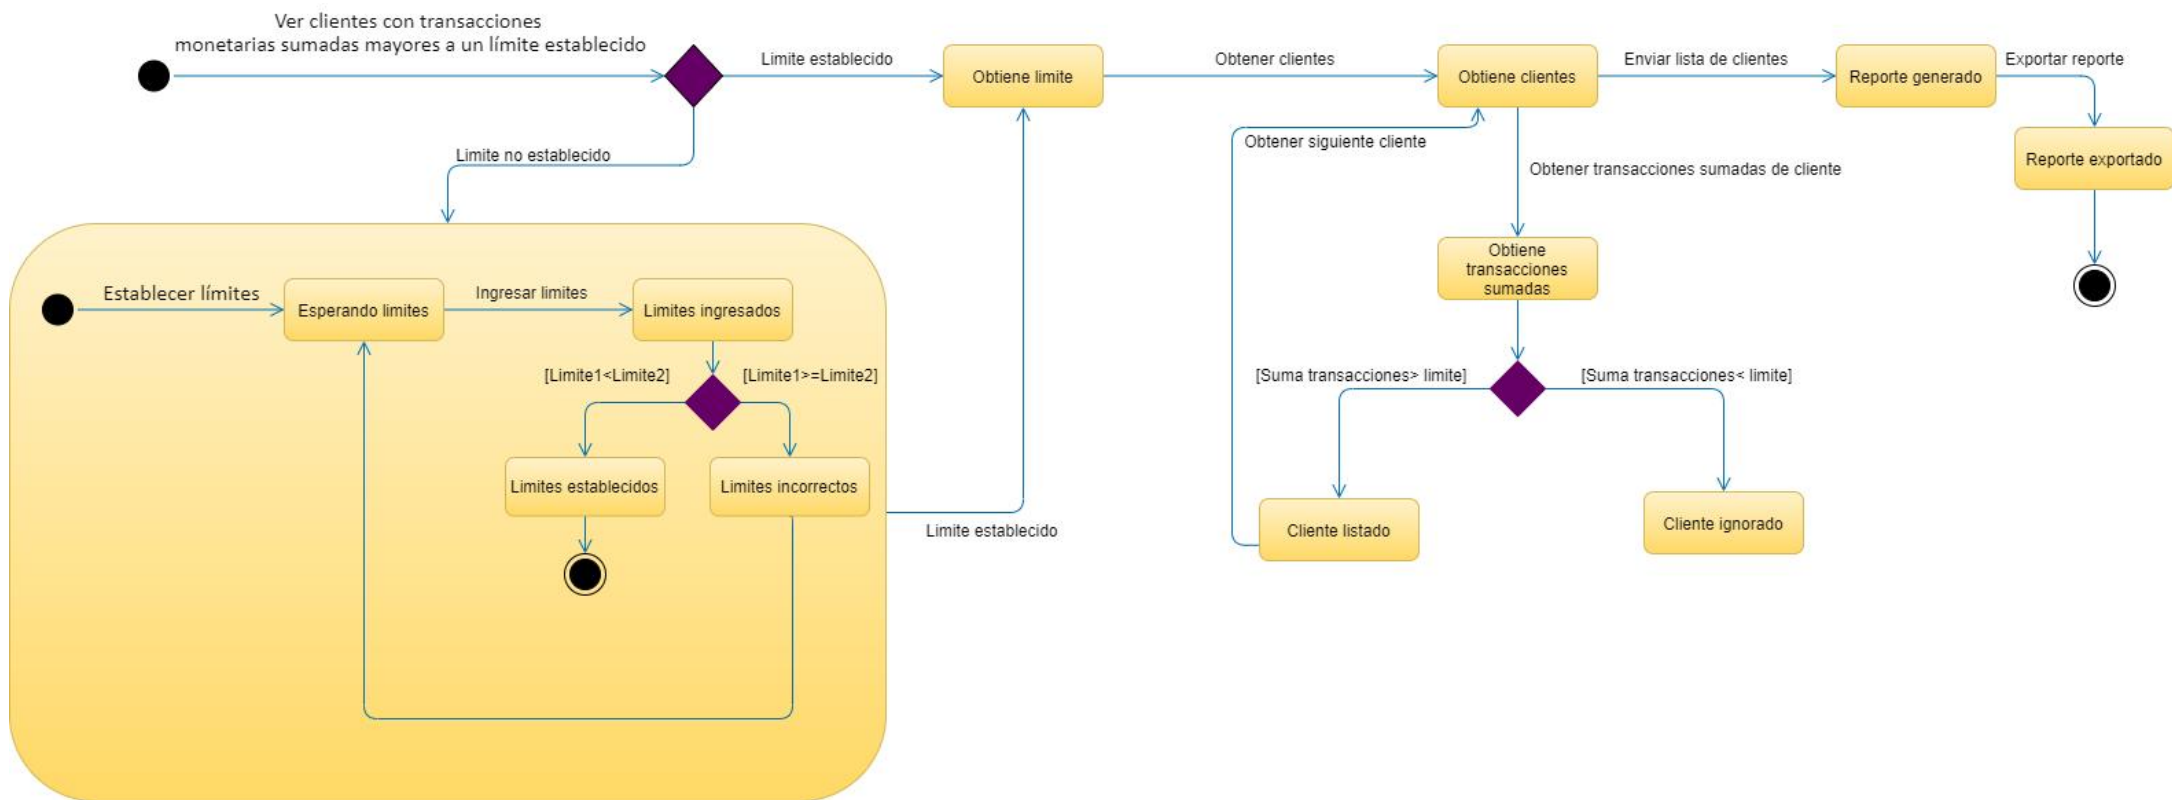 Ver clientes con transacciones
monetarias sumadas mayores a un límite establecido
Limite establecido
Obtiene limite
Obtener clientes
Obtiene clientes
Enviar lista de clientes
Reporte generado
Exportar reporte
Limite no establecido
Obtener siguiente cliente
Obtener transacciones sumadas de cliente
Reporte exportado
Establecer límites
Esperando limites
Ingresar limites
Limites ingresados
Obtiene
transacciones
sumadas
[Limite1<Limite2]
[Limite1>=Limite2]
[Suma transacciones> limite]
[Suma transacciones< limite]
Limites establecidos
Limites incorrectos
Limite establecido
Cliente listado
Cliente ignorado